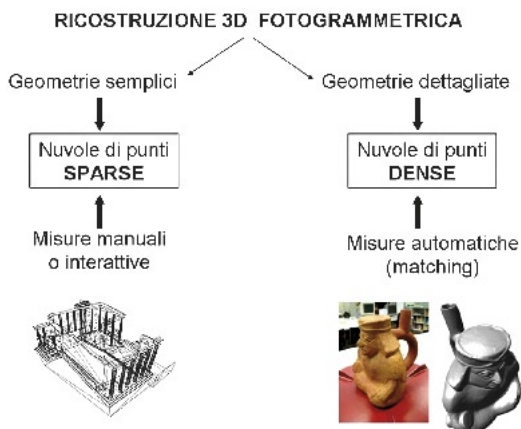 RICOSTRUZIONE 3D FOTOGRAMMETRICA
Geometrie semplici
Geometrie dettagliate
Nuvole di punti
SPARSE
Nuvole di punti
DENSE
Misure manuali
o interattive
Misure automatiche
(matching)